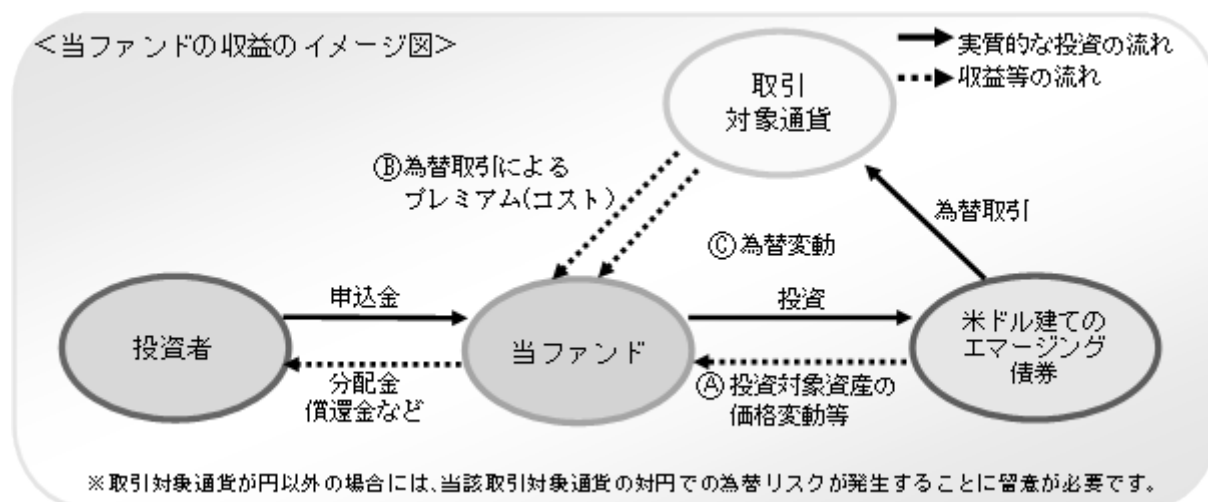 ＜当ファンドの収益のイメージ図＞
実質的な投資の流れ
収益等の流れ
取引
対象通貨
Ⓑ為替取引による
プレミアム(コスト)
為替取引
Ⓒ為替変動
申込金
投資
投資者
当ファンド
米ドル建ての
エマージング
債券
分配金
償還金など
Ⓐ投資対象資産の
価格変動等
※取引対象通貨が円以外の場合には、当該取引対象通貨の対円での為替リスクが発生することに留意が必要です。